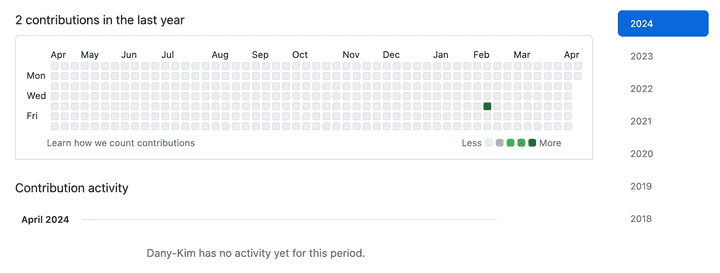 2 contributions in the last year
Apr May Jun Jul Aug Sep Oct Nov Dec Jan Feb Mar Apr
Mon
Wed
Fri
Learn how we count contributions
Less More
Contribution activity
April 2024
Dany-Kim has no activity yet for this period.
2024
2023
2022
2021
2020
2019
2018